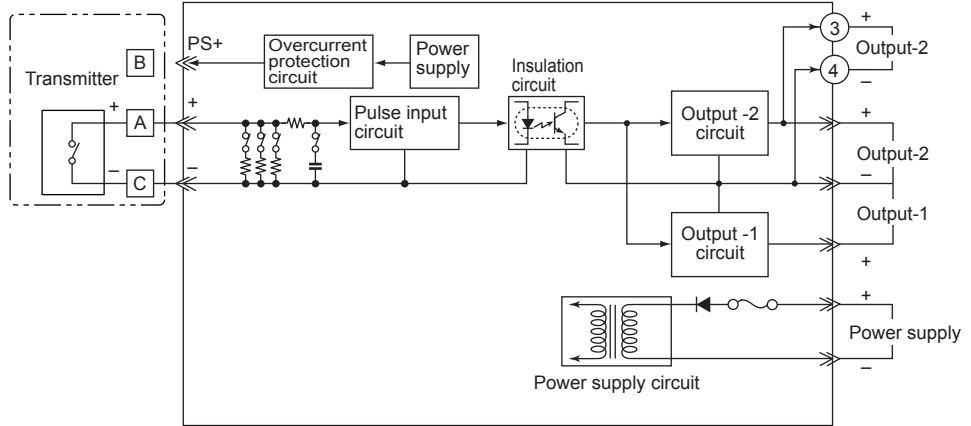 Transmitter
B
A
C
+
−
PS+
+
−
Overcurrent
protection
circuit
Power
supply
Pulse input
circuit
Insulation
circuit
Output -2
circuit
Output -1
circuit
3
4
+
Output-2
−
+
Output-2
−
Output-1
+
+
Power supply
−
Power supply circuit